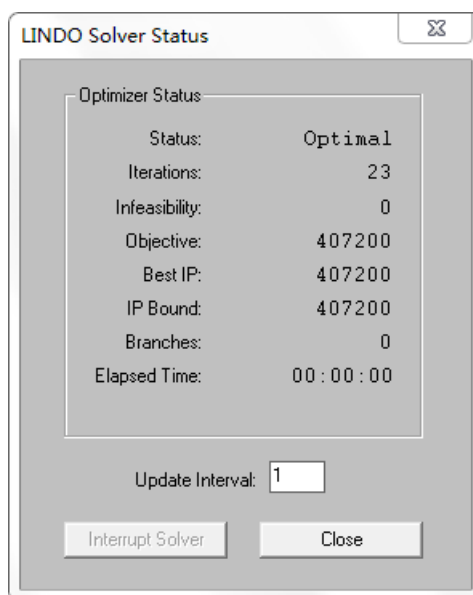 LINDO Solver Status
Optimizer Status
Status: Optimal
Iterations: 23
Infeasibility: 0
Objective: 407200
Best IP: 407200
IP Bound: 407200
Branches: 0
Elapsed Time: 00:00:00
Update Interval: 1
Interrupt Solver Close